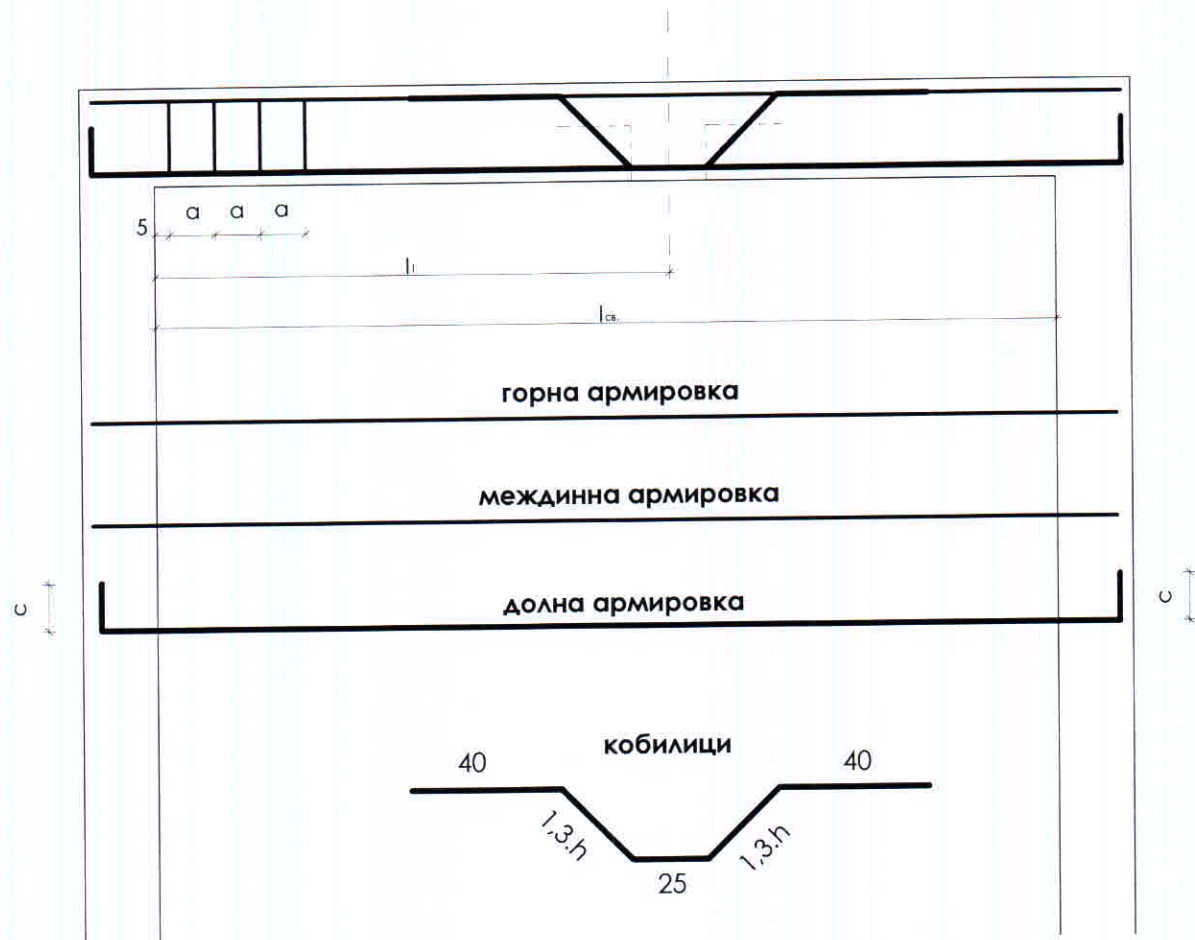 5 a a a
l₁
lсв.
горна армировка
междинна армировка
c долна армировка c
кобилици
40 40
1,3.h 1,3.h
25